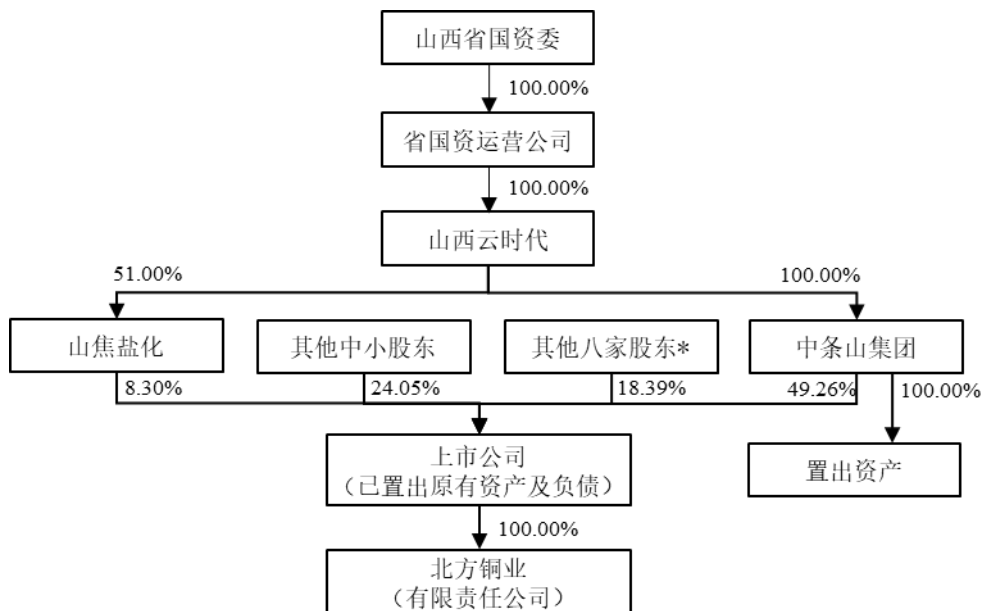 山西省国资委
100.00%
省国资运营公司
100.00%
山西云时代
51.00%
100.00%
山焦盐化
其他中小股东
其他八家股东*
中条山集团
8.30%
24.05%
18.39%
49.26%
100.00%
上市公司
（已置出原有资产及负债）
置出资产
100.00%
北方铜业
（有限责任公司）